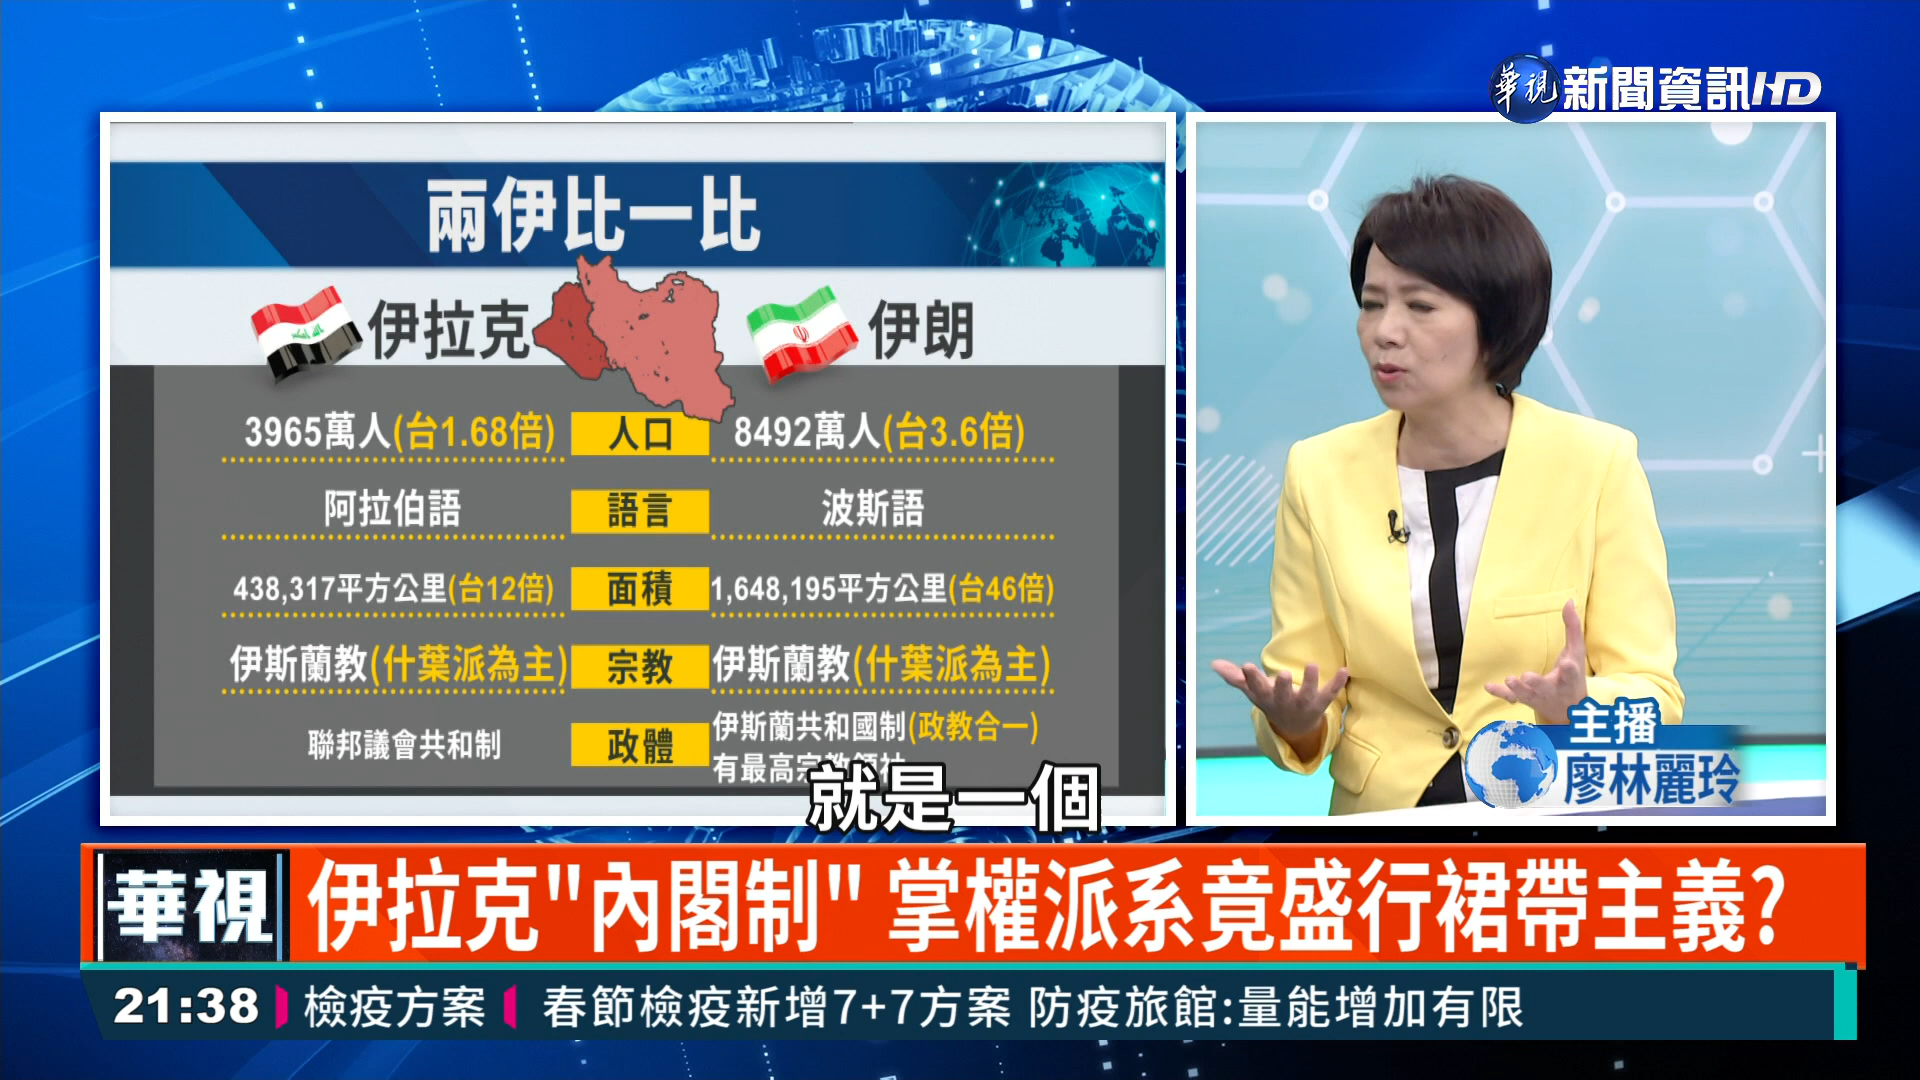 華視 新聞資訊HD
兩伊比一比
伊拉克
伊朗
3965萬人(台1.68倍) 人口 8492萬人(台3.6倍)
阿拉伯語 語言 波斯語
438,317平方公里(台12倍) 面積 1,648,195平方公里(台46倍)
伊斯蘭教(什葉派為主) 宗教 伊斯蘭教(什葉派為主)
聯邦議會共和制 政體 伊斯蘭共和國制(政教合一)
有最高宗教領袖
就是一個
主播
廖林麗玲
華視 伊拉克"內閣制" 掌權派系竟盛行裙帶主義?
21:38 檢疫方案 春節檢疫新增7+7方案 防疫旅館:量能增加有限